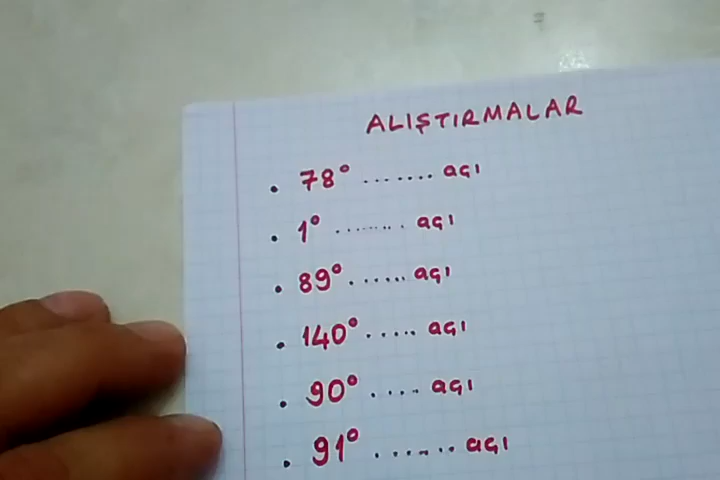 ALIŞTIRMALAR
• 78° ....... açı
• 1° ........ açı
• 89° ...... açı
• 140° ..... açı
• 90° .... açı
• 91° ....... açı